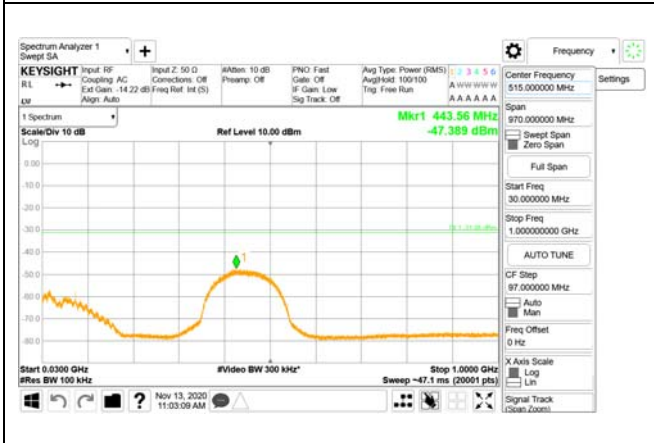 Spectrum Analyzer 1
Swept SA
+
Frequency
KEYSIGHT
Input: RF
Coupling: AC
Ext Gain: -14.22 dB
Align: Auto
Input Z: 50 Ω
Corrections: Off
Freq Ref: Int (S)
#Atten: 10 dB
Preamp: Off
PNO: Fast
Gate: Off
IF Gain: Low
Sig Track: Off
Avg Type: Power (RMS)
Avg|Hold: 100/100
Trig: Free Run
1 2 3 4 5 6
A W W W W W
A A A A A A
RL
1 Spectrum
Scale/Div 10 dB
Log
Ref Level 10.00 dBm
Mkr1 443.56 MHz
-47.389 dBm
0.00
-10.0
-20.0
-30.0
-40.0
-50.0
-60.0
-70.0
-80.0
1
Start 0.0300 GHz
#Res BW 100 kHz
#Video BW 300 kHz*
Stop 1.0000 GHz
Sweep ~47.1 ms (20001 pts)
?
Nov 13, 2020
11:03:09 AM
Center Frequency
515.000000 MHz
Settings
Span
970.000000 MHz
Swept Span
Zero Span
Full Span
Start Freq
30.000000 MHz
Stop Freq
1.000000000 GHz
AUTO TUNE
CF Step
97.000000 MHz
Auto
Man
Freq Offset
0 Hz
X Axis Scale
Log
Lin
Signal Track
(Span Zoom)